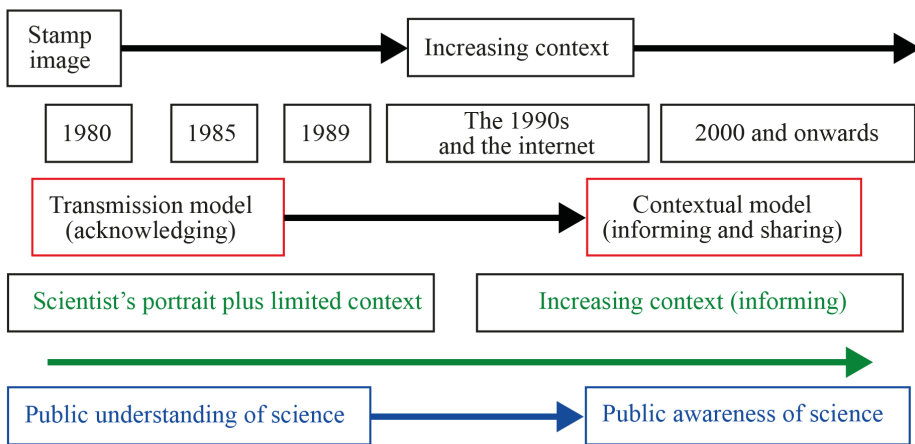 Stamp
image
Increasing context
1980
1985
1989
The 1990s
and the internet
2000 and onwards
Transmission model
(acknowledging)
Contextual model
(informing and sharing)
Scientist’s portrait plus limited context
Increasing context (informing)
Public understanding of science
Public awareness of science